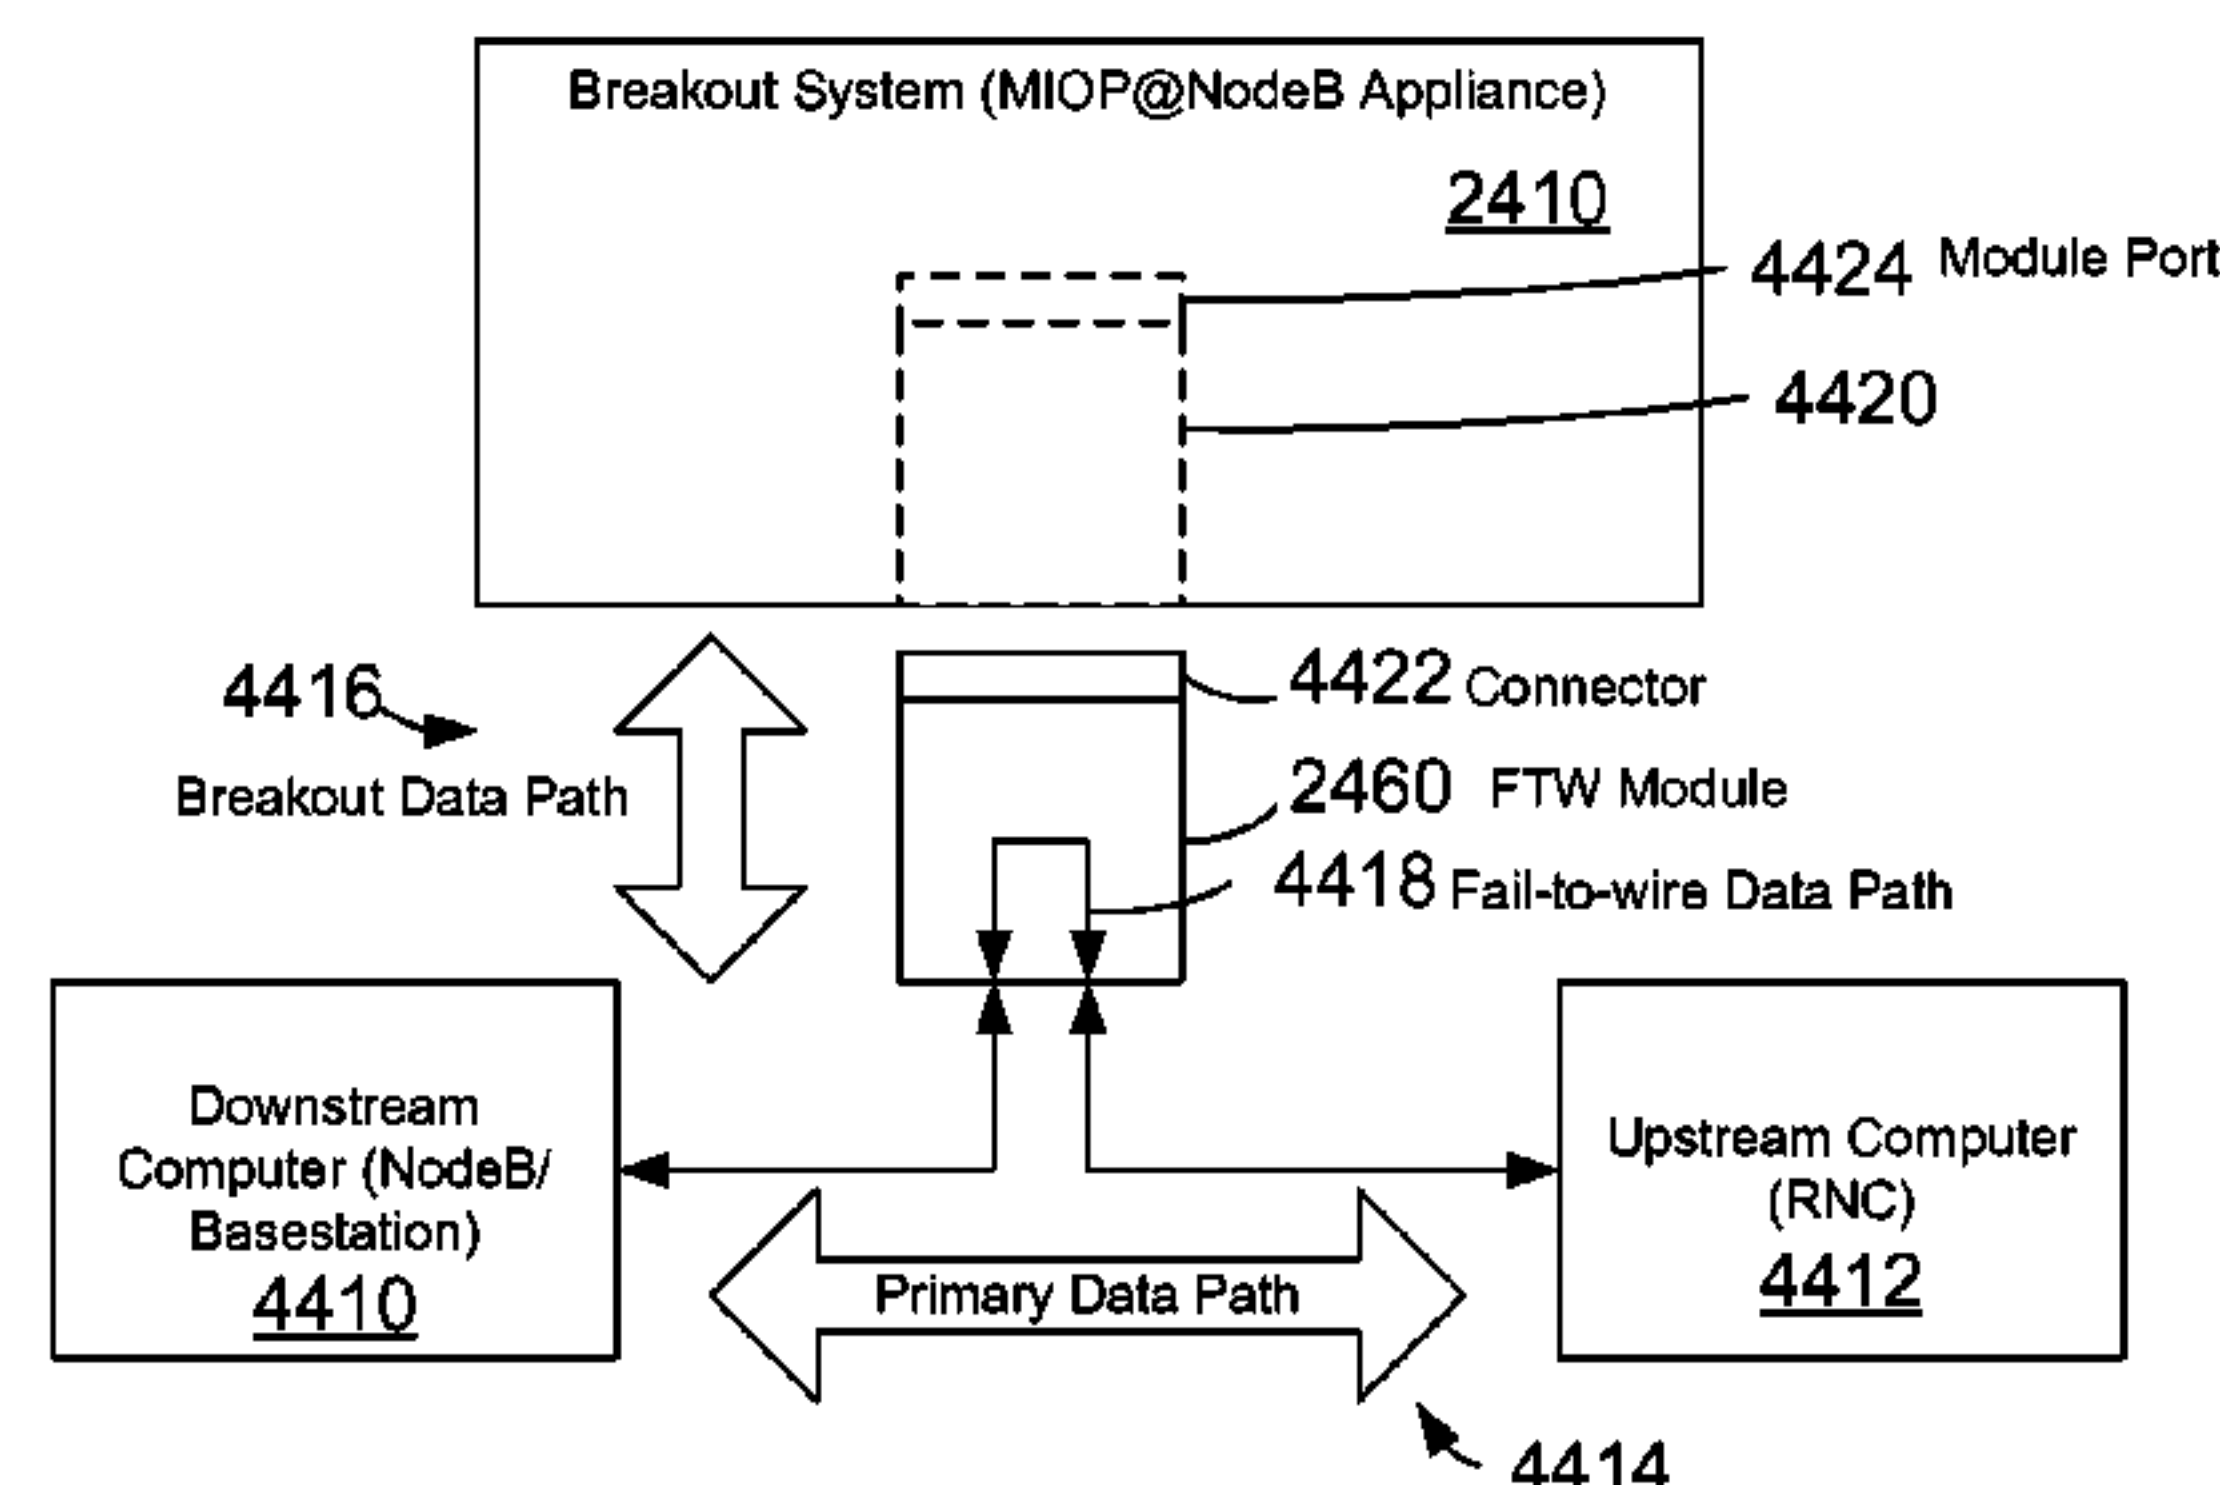 Breakout System (MIOP@NodeB Appliance)
2410
4424 Module Port
4420
4416
Breakout Data Path
4422 Connector
2460 FTW Module
4418 Fail-to-wire Data Path
Downstream
Computer (NodeB/
Basestation)
4410
Upstream Computer
(RNC)
4412
Primary Data Path
4414